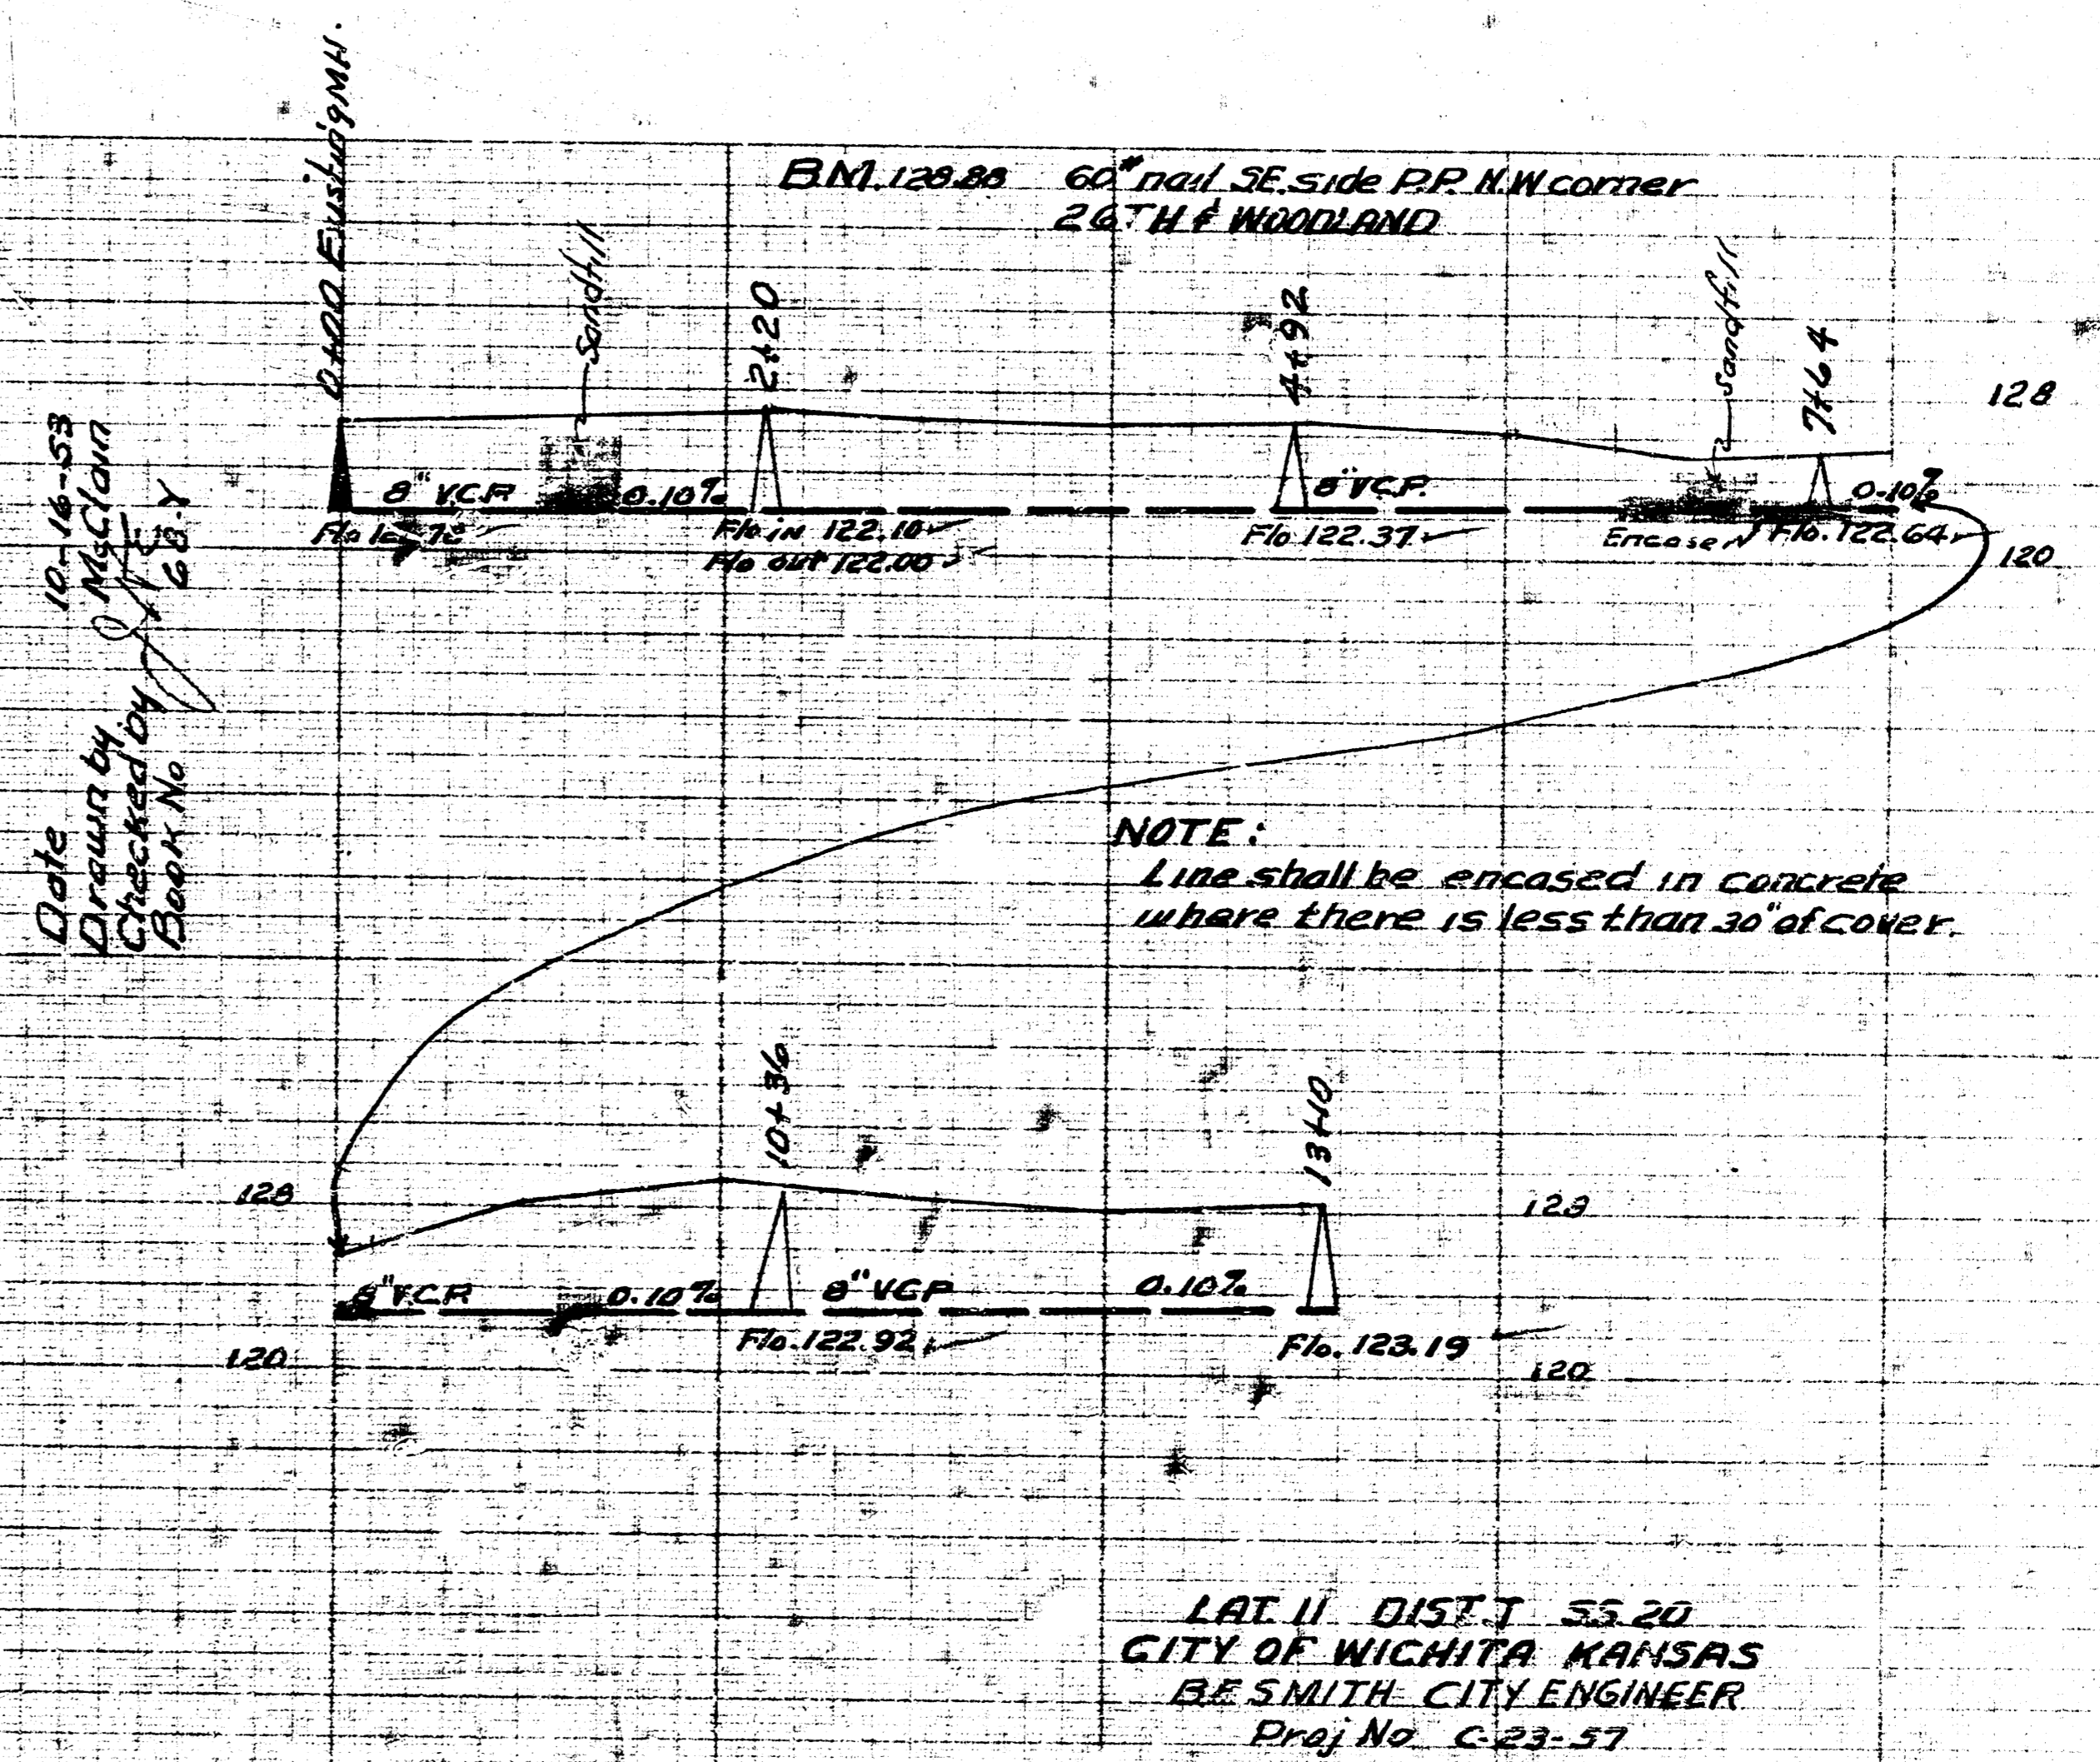 B.M. 128.88 60# nail SE. side P.P. N.W corner
26TH & WOODLAND
0+00 Existing MH.
Sandfill
2+20
4+92
Sandfill
7+64
128
8" V.C.P. 0.10%
8" V.C.P.
0.10%
Flo in 122.10
Flo out 122.00
Flo 122.37
Encase
Flo. 122.64
120
Date 10-16-53
Drawn by McClain
Checked by
Book No. 68-Y
NOTE:
Line shall be encased in concrete
where there is less than 30" of cover.
10+36
13+10
128
128
8" V.C.P. 0.10% 8" VCP 0.10%
Flo. 122.92
Flo. 123.19
120
120
LAT. 11 DIST. J SS. 20
CITY OF WICHITA KANSAS
B.E SMITH CITY ENGINEER
Proj No C-23-57